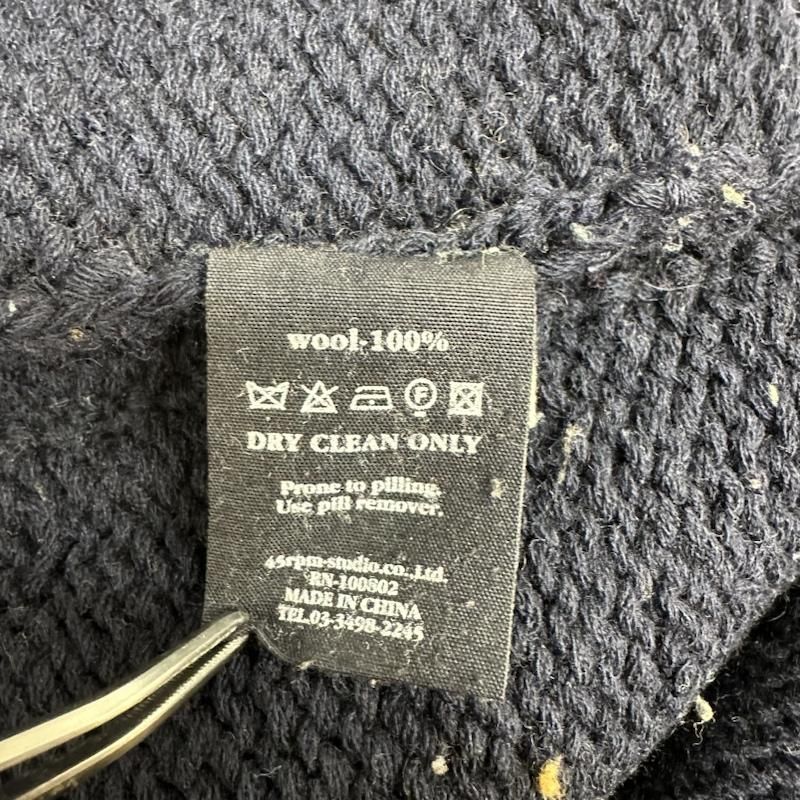 wool 100%
F
DRY CLEAN ONLY
Prone to pilling.
Use pill remover.
45rpm-studio.co.,Ltd.
RN-100802
MADE IN CHINA
TEL.03-3498-2245